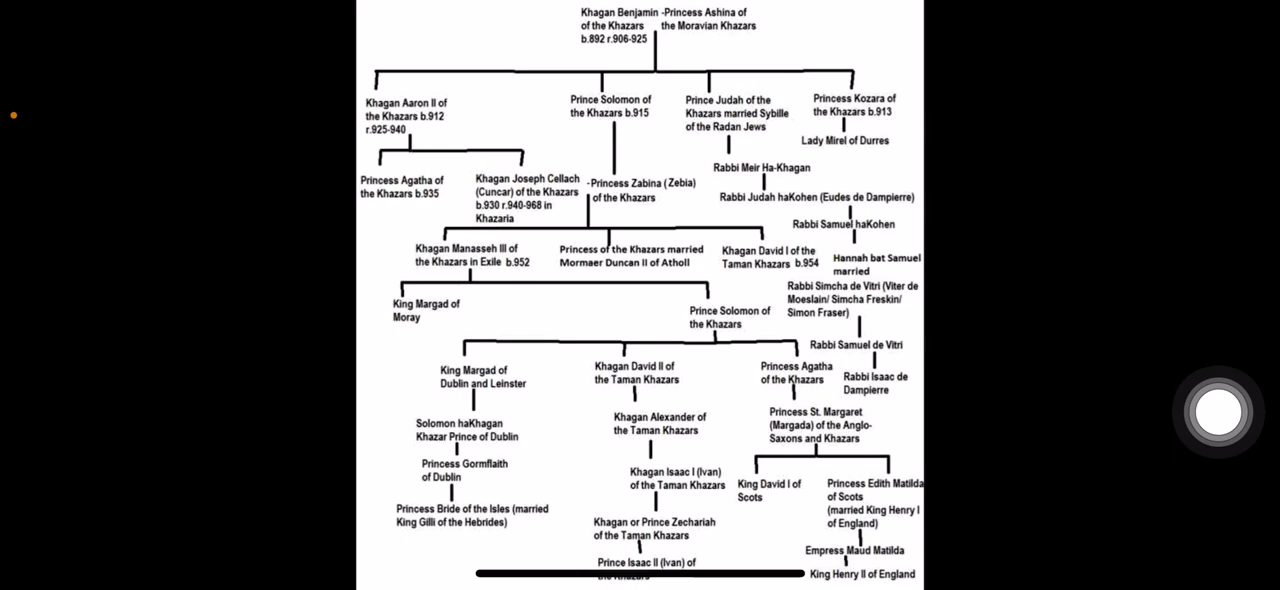 Khagan Benjamin -Princess Ashina of
of the Khazars the Moravian Khazars
b.892 r.906-925
Khagan Aaron II of
the Khazars b.912
r.925-940
Prince Solomon of
the Khazars b.915
Prince Judah of the
Khazars married Sybille
of the Radan Jews
Princess Kozara of
the Khazars b.913
Lady Mirel of Durres
Rabbi Meir Ha-Khagan
Princess Agatha of
the Khazars b.935
Khagan Joseph Cellach
(Cuncar) of the Khazars
b.930 r.940-968 in
Khazaria
-Princess Zabina (Zebia)
of the Khazars
Rabbi Judah haKohen (Eudes de Dampierre)
Rabbi Samuel haKohen
Khagan Manasseh III of
the Khazars in Exile b.952
Princess of the Khazars married
Mormaer Duncan II of Atholl
Khagan David I of the
Taman Khazars b.954
Hannah bat Samuel
married
Rabbi Simcha de Vitri (Viter de
Moeslain/ Simcha Freskin/
Simon Fraser)
King Margad of
Moray
Prince Solomon of
the Khazars
Rabbi Samuel de Vitri
Rabbi Isaac de
Dampierre
King Margad of
Dublin and Leinster
Khagan David II of
the Taman Khazars
Princess Agatha
of the Khazars
Solomon haKhagan
Khazar Prince of Dublin
Khagan Alexander of
the Taman Khazars
Princess St. Margaret
(Margada) of the Anglo-
Saxons and Khazars
Princess Gormflaith
of Dublin
Khagan Isaac I (Ivan)
of the Taman Khazars
King David I of
Scots
Princess Edith Matilda
of Scots
(married King Henry I
of England)
Princess Bride of the Isles (married
King Gilli of the Hebrides)
Khagan or Prince Zechariah
of the Taman Khazars
Empress Maud Matilda
Prince Isaac II (Ivan) of
the Khazars
King Henry II of England